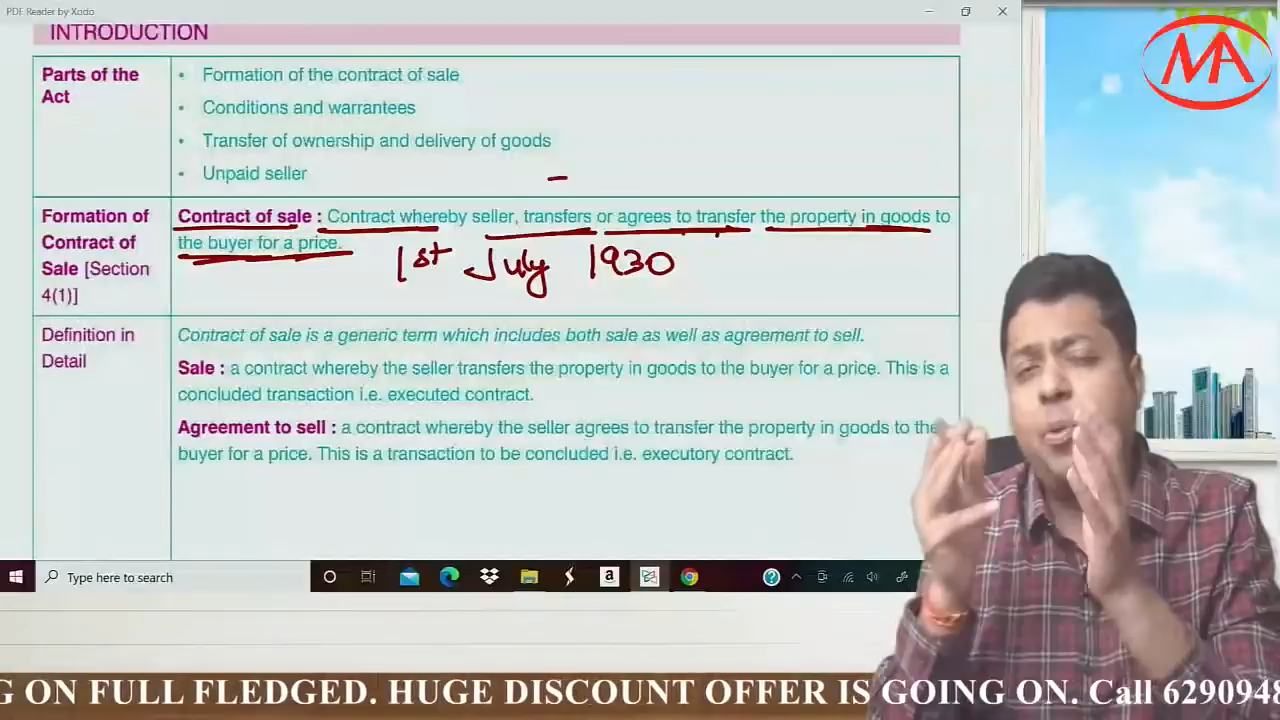 PDF Reader by Xodo
MA
INTRODUCTION
Parts of the
Act
• Formation of the contract of sale
• Conditions and warrantees
• Transfer of ownership and delivery of goods
• Unpaid seller
Formation of
Contract of
Sale [Section
4(1)]
Contract of sale : Contract whereby seller, transfers or agrees to transfer the property in goods to
the buyer for a price.
1st July 1930
Definition in
Detail
Contract of sale is a generic term which includes both sale as well as agreement to sell.
Sale : a contract whereby the seller transfers the property in goods to the buyer for a price. This is a
concluded transaction i.e. executed contract.
Agreement to sell : a contract whereby the seller agrees to transfer the property in goods to the
buyer for a price. This is a transaction to be concluded i.e. executory contract.
Type here to search
a
G ON FULL FLEDGED. HUGE DISCOUNT OFFER IS GOING ON. Call 6290948